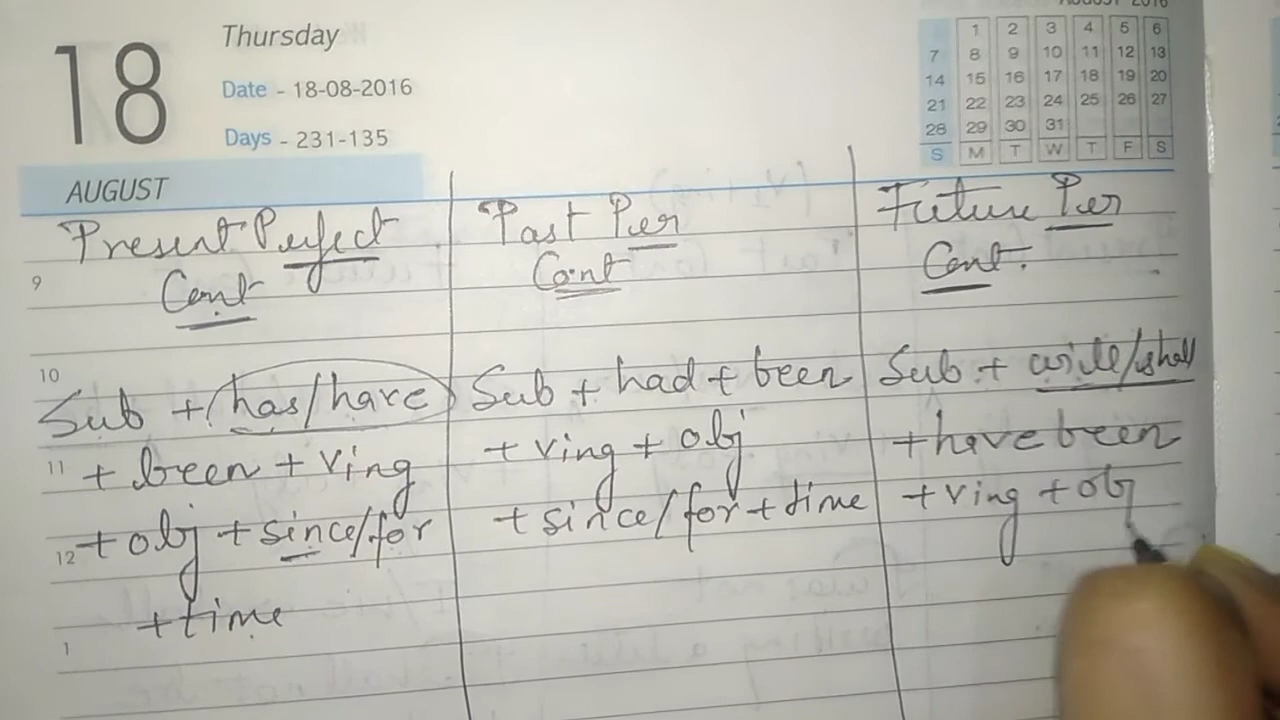 18
Thursday
Date - 18-08-2016
Days - 231-135
AUGUST
AUGUST 2016
1 2 3 4 5 6
7 8 9 10 11 12 13
14 15 16 17 18 19 20
21 22 23 24 25 26 27
28 29 30 31
S M T W T F S
Present Perfect
Cont
Sub + (has/have)
+ been + ving
+ obj + since/for
+ time
Past Per
Cont
Sub + had + been
+ ving + obj
+ since/for + time
Future Per
Cont.
Sub + will/shall
+ have been
+ ving + obj
9
10
11
12
1